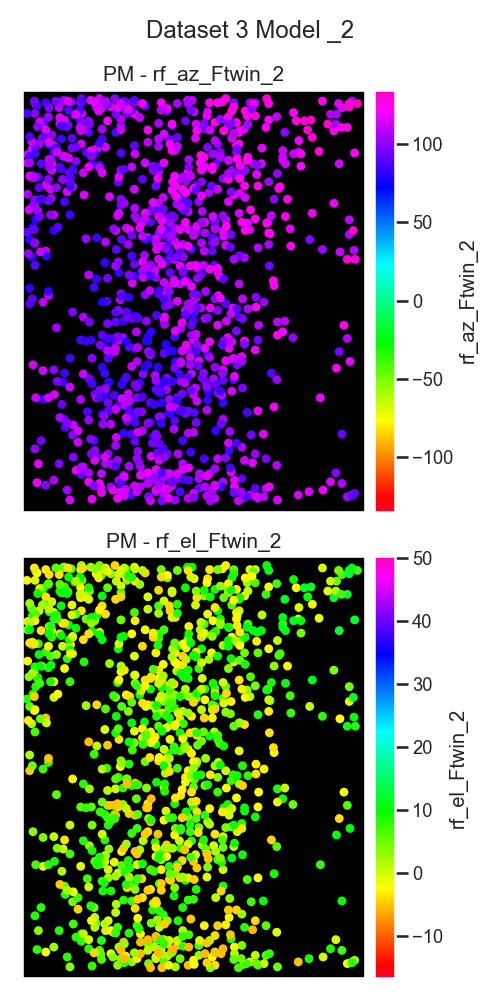 Dataset 3 Model _2
PM - rf_az_Ftwin_2
100
50
0
−50
−100
rf_az_Ftwin_2
PM - rf_el_Ftwin_2
50
40
30
20
10
0
−10
rf_el_Ftwin_2